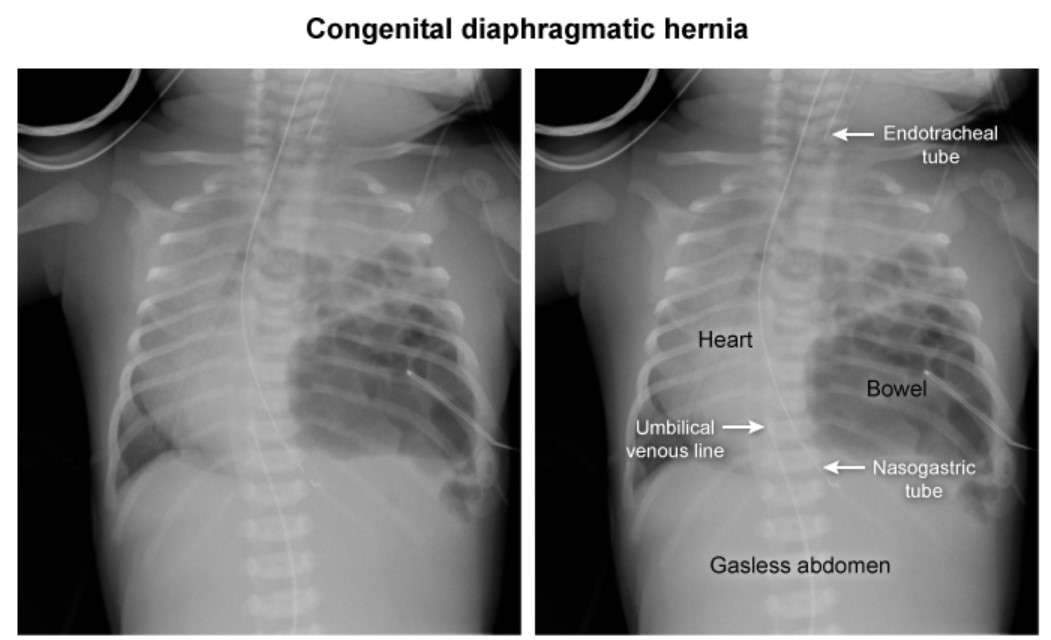 Congenital diaphragmatic hernia
Endotracheal
tube
Heart
Bowel
Umbilical
venous line
Nasogastric
tube
Gasless abdomen